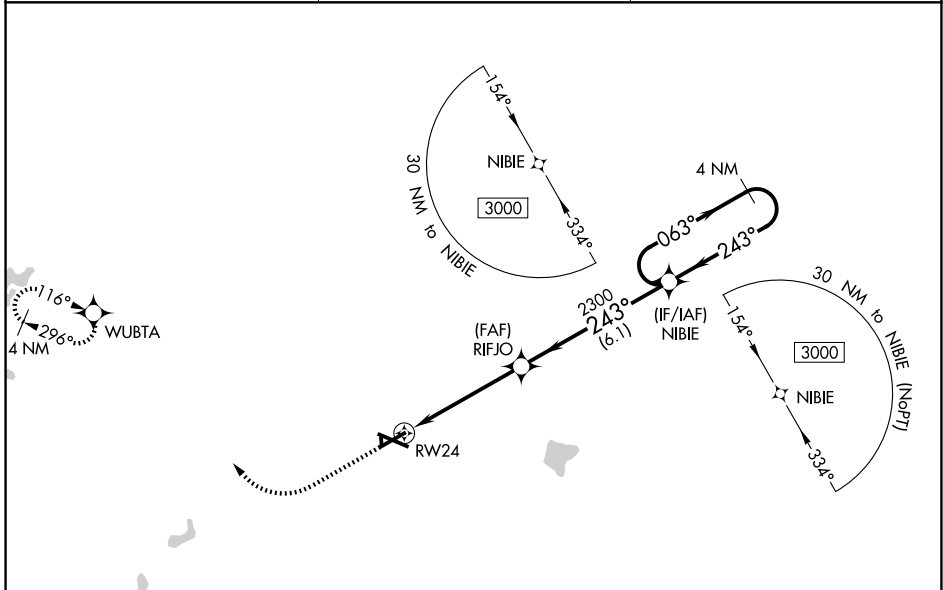 154°
NIBIE
3000
334°
30 NM to NIBIE
4 NM
063°
243°
(IF/IAF)
NIBIE
2300
243°
(6.1)
(FAF)
RIFJO
RW24
116°
296°
4 NM
WUBTA
30 NM to NIBIE (NoPT)
154°
3000
NIBIE
334°